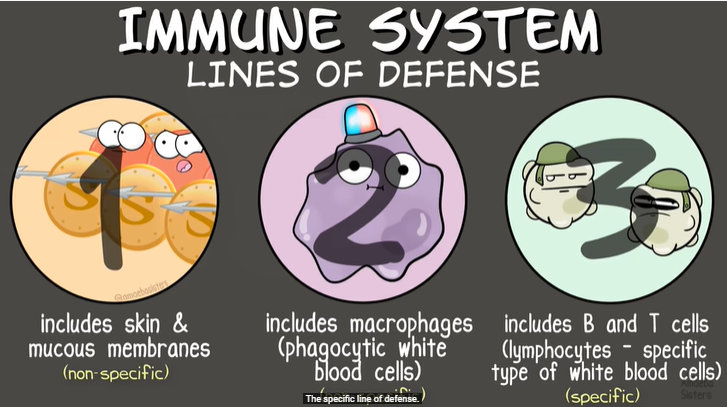 IMMUNE SYSTEM
LINES OF DEFENSE
1
2
3
@amoebasisters
includes skin &
mucous membranes
(non-specific)
includes macrophages
(phagocytic white
blood cells)
includes B and T cells
(lymphocytes - specific
type of white blood cells)
(specific)
Amoeba
Sisters
The specific line of defense.